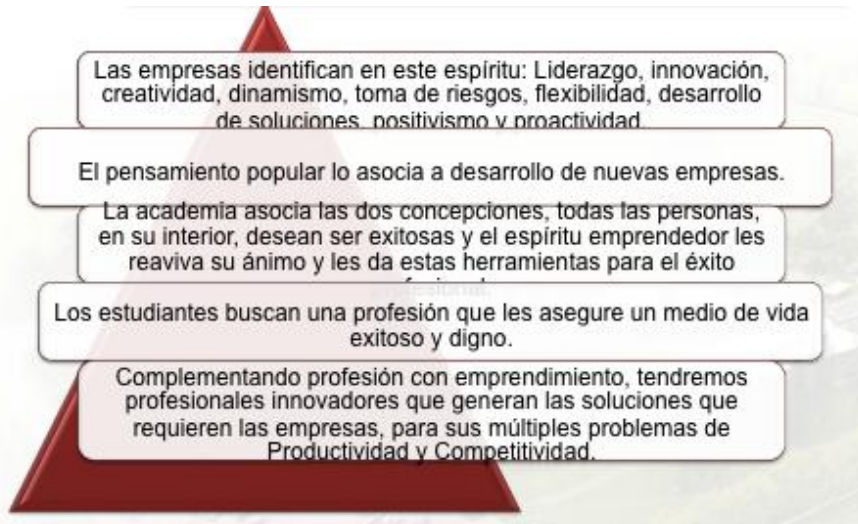 Las empresas identifican en este espíritu: Liderazgo, innovación,
creatividad, dinamismo, toma de riesgos, flexibilidad, desarrollo
de soluciones, positivismo y proactividad.
El pensamiento popular lo asocia a desarrollo de nuevas empresas.
La academia asocia las dos concepciones, todas las personas,
en su interior, desean ser exitosas y el espíritu emprendedor les
reaviva su ánimo y les da estas herramientas para el éxito
Los estudiantes buscan una profesión que les asegure un medio de vida
exitoso y digno.
Complementando profesión con emprendimiento, tendremos
profesionales innovadores que generan las soluciones que
requieren las empresas, para sus múltiples problemas de
Productividad y Competitividad.